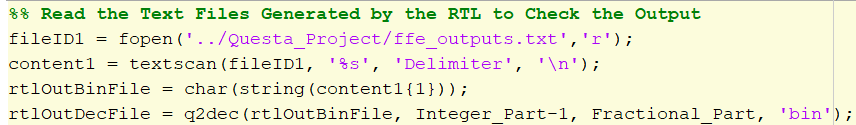 %% Read the Text Files Generated by the RTL to Check the Output
fileID1 = fopen('../Questa_Project/ffe_outputs.txt','r');
content1 = textscan(fileID1, '%s', 'Delimiter', '\n');
rtlOutBinFile = char(string(content1{1}));
rtlOutDecFile = q2dec(rtlOutBinFile, Integer_Part-1, Fractional_Part, 'bin');